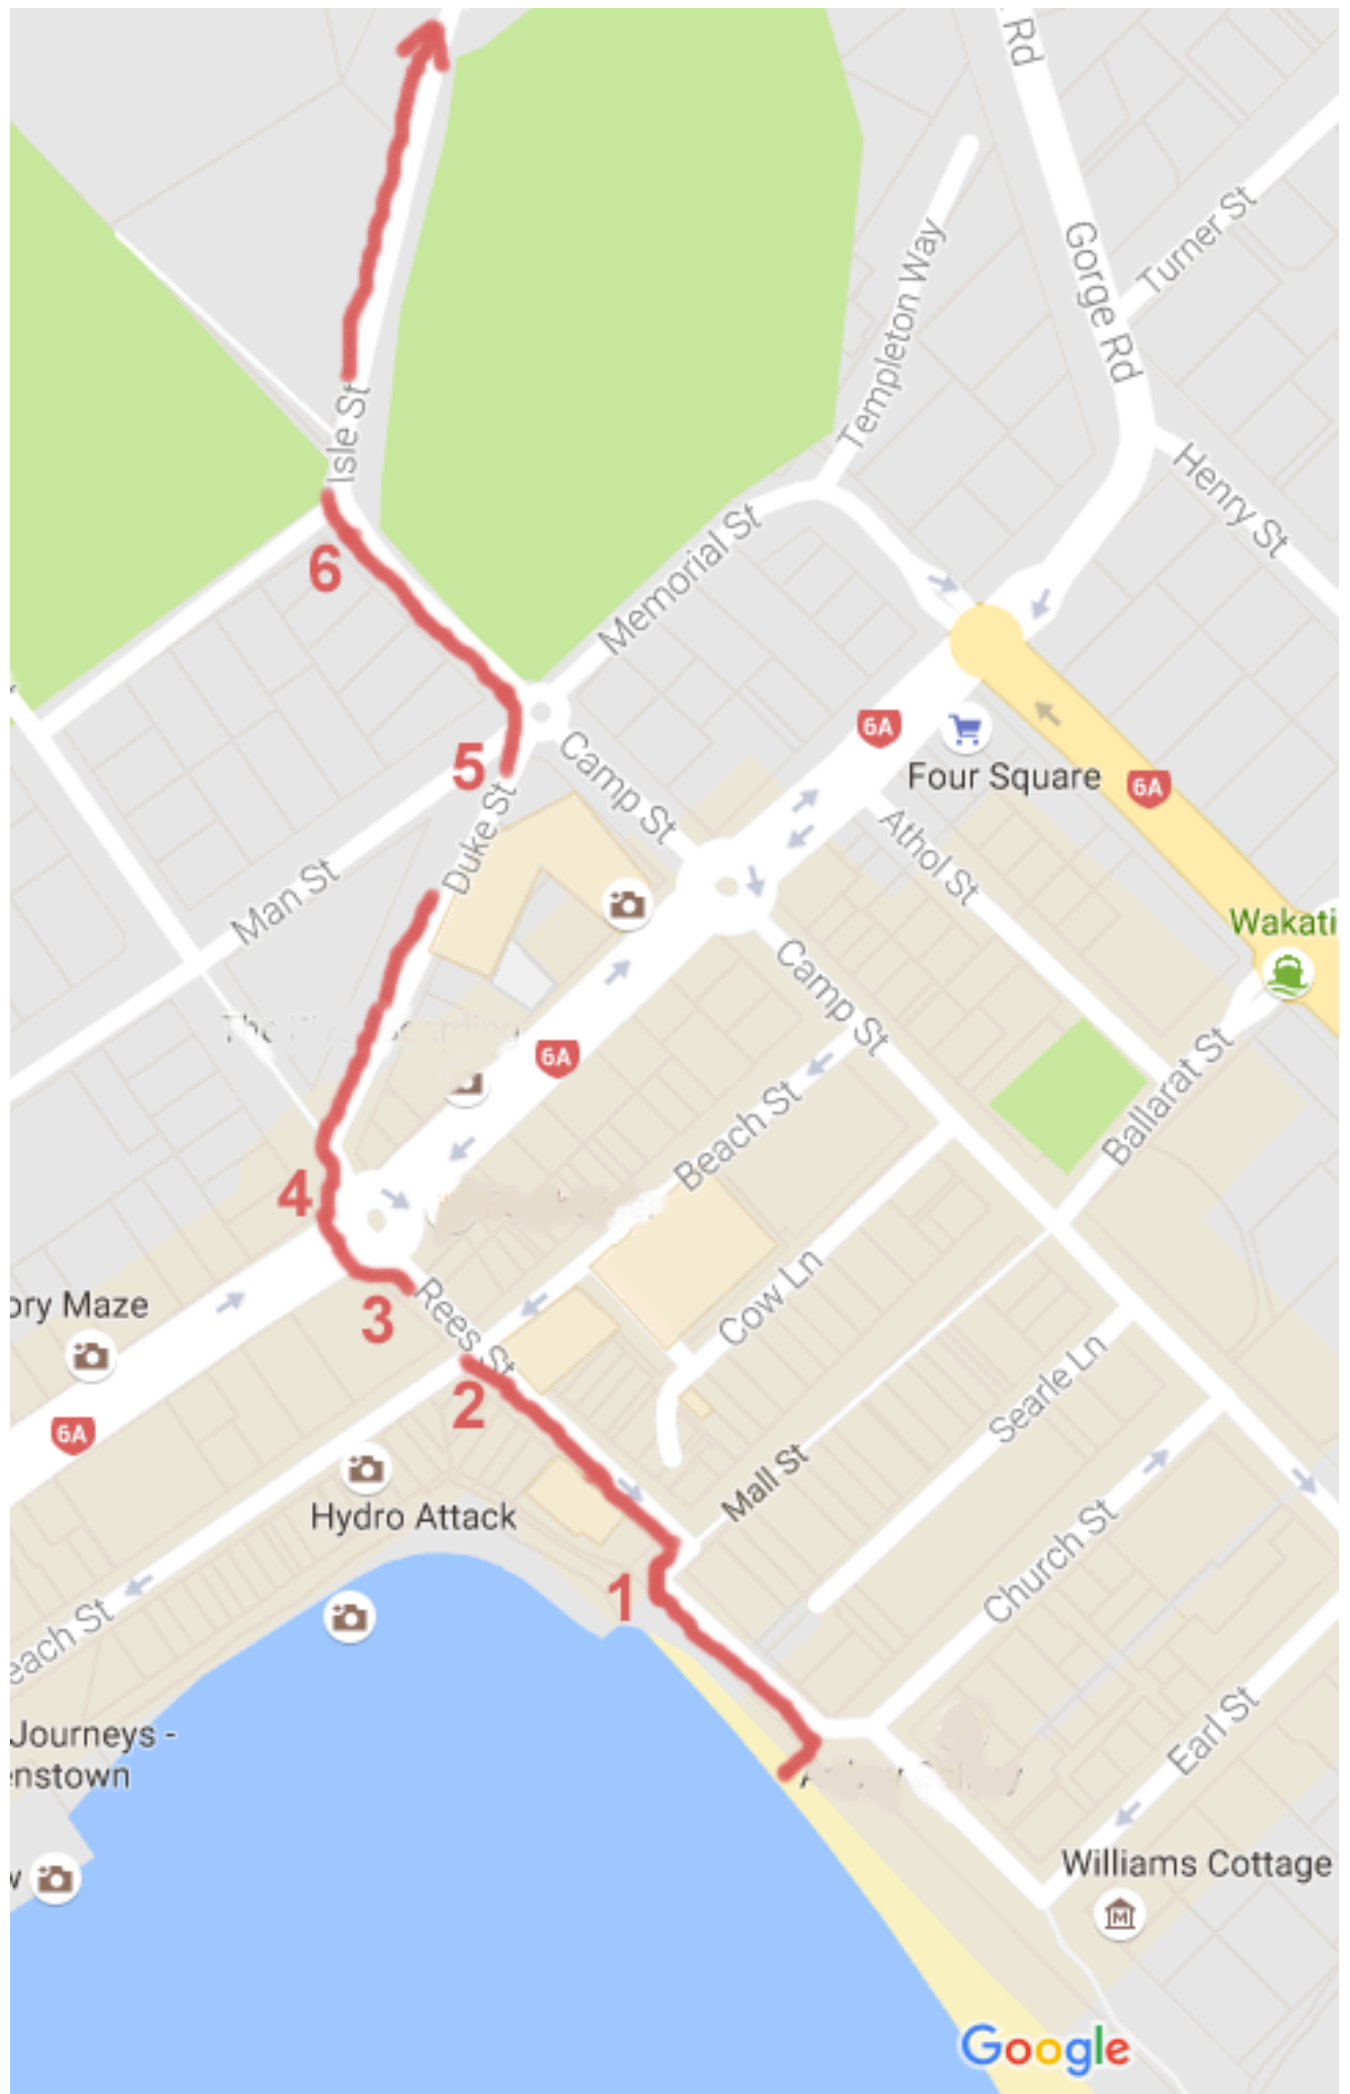 Rd
Turner St
Templeton Way
Gorge Rd
Isle St
Henry St
6
Memorial St
6A
5
Camp St
Four Square
6A
Duke St
Athol St
Man St
Wakati
Camp St
The
6A
Ballarat St
Beach St
4
Rees St
Cow Ln
ory Maze
3
2
Searle Ln
6A
Mall St
Hydro Attack
Church St
1
each St
Earl St
Journeys -
enstown
Williams Cottage
w
M
Google